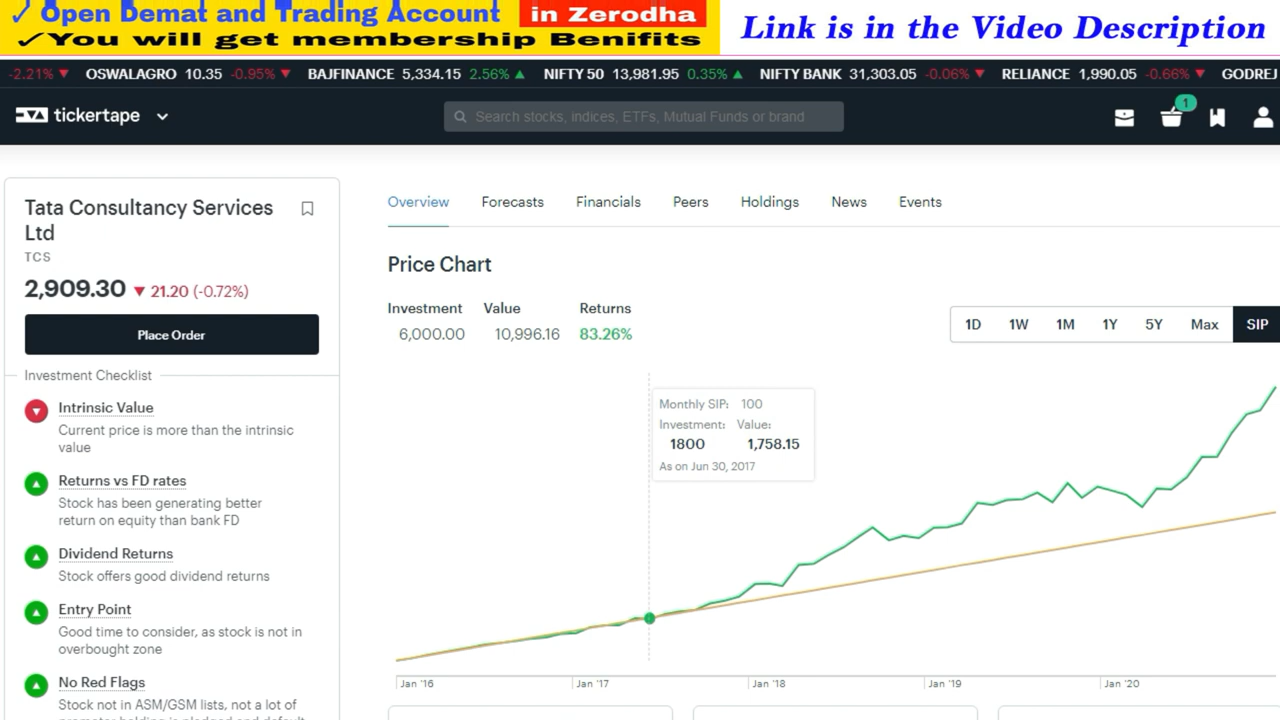 ✓ Open Demat and Trading Account in Zerodha
✓You will get membership Benifits
Link is in the Video Description
-2.21% ▼ OSWALAGRO 10.35 -0.95% ▼ BAJFINANCE 5,334.15 2.56% ▲ NIFTY 50 13,981.95 0.35% ▲ NIFTY BANK 31,303.05 -0.06% ▼ RELIANCE 1,990.05 -0.66% ▼ GODREJ
tickertape
Search stocks, indices, ETFs, Mutual Funds or brand
1
Tata Consultancy Services
Ltd
TCS
2,909.30 ▼ 21.20 (-0.72%)
Place Order
Investment Checklist
Intrinsic Value
Current price is more than the intrinsic
value
Returns vs FD rates
Stock has been generating better
return on equity than bank FD
Dividend Returns
Stock offers good dividend returns
Entry Point
Good time to consider, as stock is not in
overbought zone
No Red Flags
Stock not in ASM/GSM lists, not a lot of
promoter holding is pledged and default
Overview Forecasts Financials Peers Holdings News Events
Price Chart
Investment Value Returns
6,000.00 10,996.16 83.26%
1D 1W 1M 1Y 5Y Max SIP
Monthly SIP: 100
Investment: Value:
1800 1,758.15
As on Jun 30, 2017
Jan '16 Jan '17 Jan '18 Jan '19 Jan '20